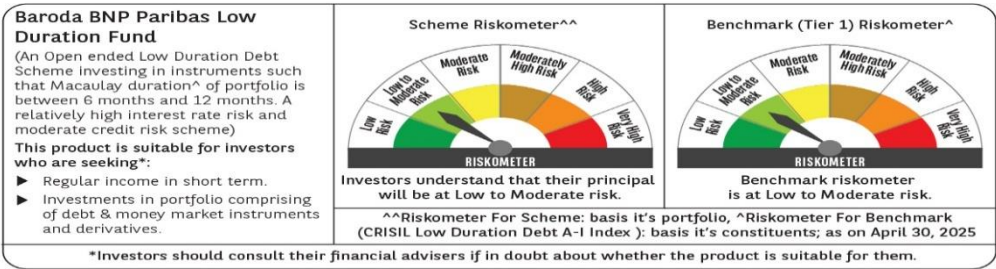 Baroda BNP Paribas Low
Duration Fund
(An Open ended Low Duration Debt
Scheme investing in instruments such
that Macaulay duration^ of portfolio is
between 6 months and 12 months. A
relatively high interest rate risk and
moderate credit risk scheme)
This product is suitable for investors
who are seeking*:
► Regular income in short term.
► Investments in portfolio comprising
of debt & money market instruments
and derivatives.
Scheme Riskometer^^
Low Risk
Low to Moderate Risk
Moderate Risk
Moderately High Risk
High Risk
Very High Risk
RISKOMETER
Investors understand that their principal
will be at Low to Moderate risk.
Benchmark (Tier 1) Riskometer^
Low Risk
Low to Moderate Risk
Moderate Risk
Moderately High Risk
High Risk
Very High Risk
RISKOMETER
Benchmark riskometer
is at Low to Moderate risk.
^^Riskometer For Scheme: basis it's portfolio, ^Riskometer For Benchmark
(CRISIL Low Duration Debt A-I Index ): basis it's constituents; as on April 30, 2025
*Investors should consult their financial advisers if in doubt about whether the product is suitable for them.